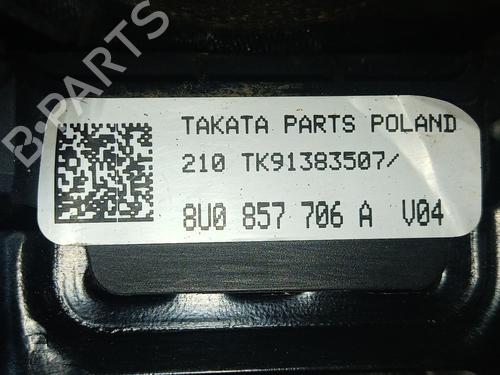 B-PARTS
TAKATA PARTS POLAND
210 TK91383507/
8U0 857 706 A V04